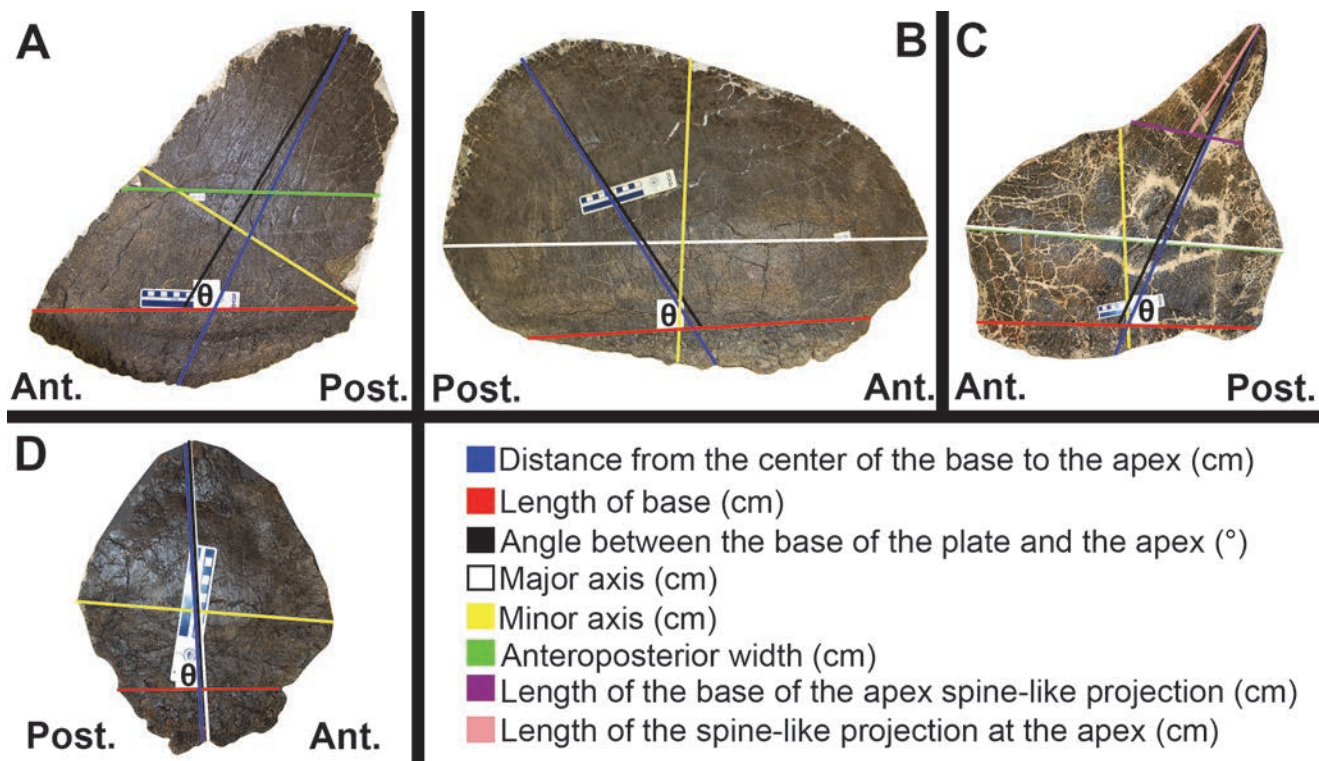 A
B
C
θ
θ
θ
Ant.
Post.
Post.
Ant.
Ant.
Post.
D
θ
Post.
Ant.
Distance from the center of the base to the apex (cm)
Length of base (cm)
Angle between the base of the plate and the apex (°)
Major axis (cm)
Minor axis (cm)
Anteroposterior width (cm)
Length of the base of the apex spine-like projection (cm)
Length of the spine-like projection at the apex (cm)